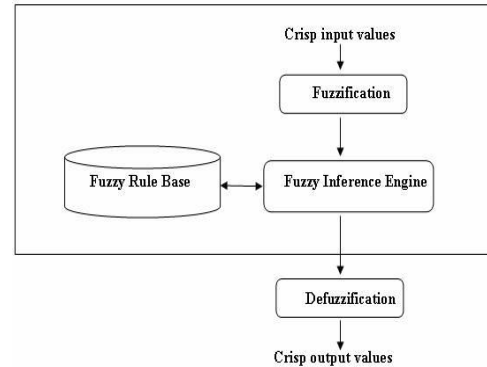 Crisp input values
Fuzzification
Fuzzy Rule Base
Fuzzy Inference Engine
Defuzzification
Crisp output values